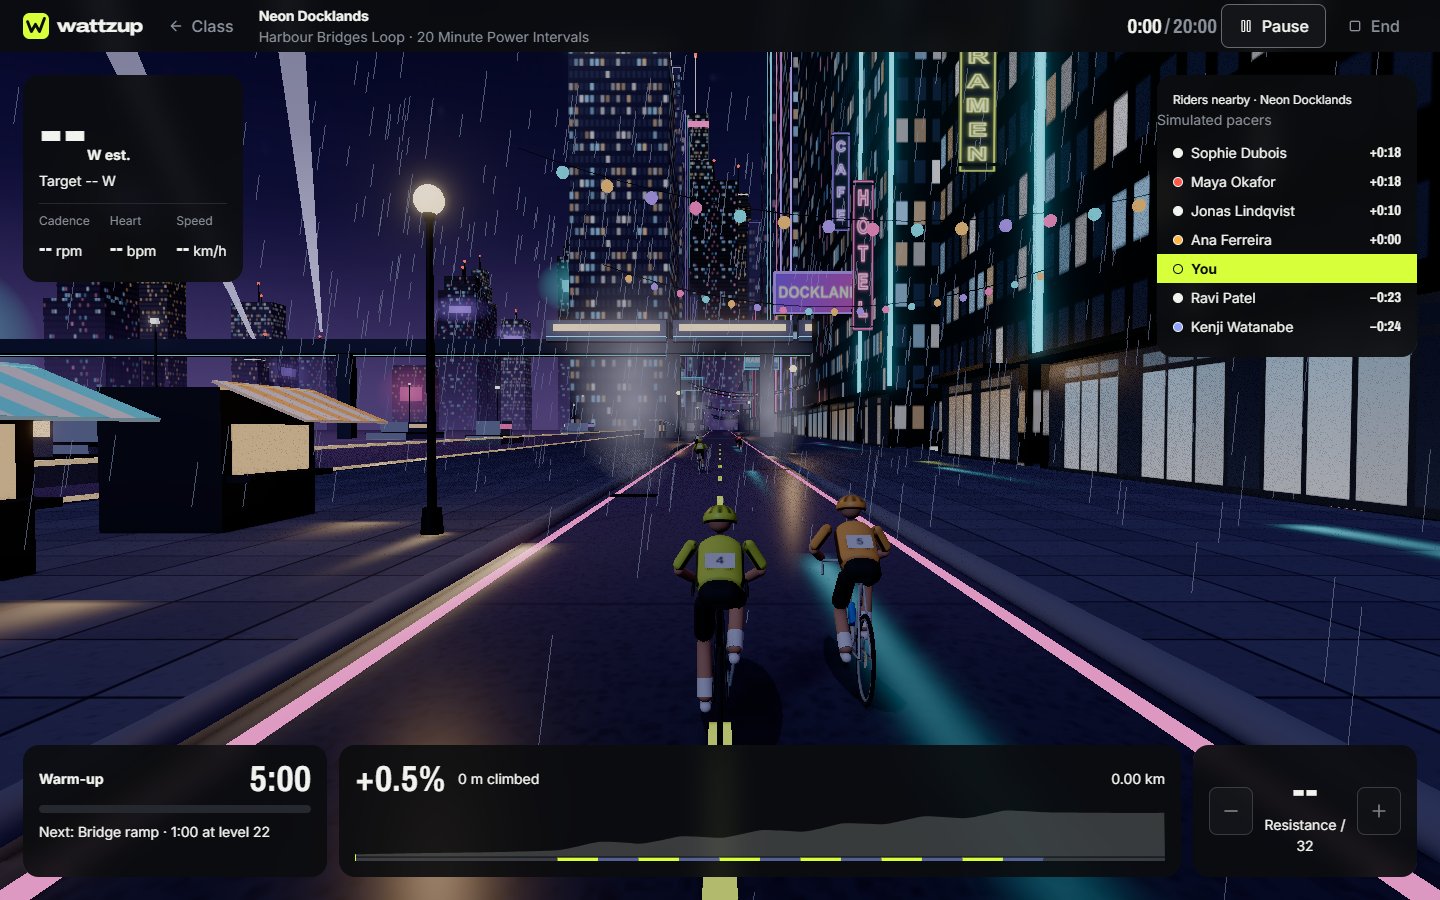 W wattzup
← Class
Neon Docklands
Harbour Bridges Loop · 20 Minute Power Intervals
0:00 / 20:00
Pause
End
--
W est.
Target -- W
Cadence Heart Speed
-- rpm -- bpm -- km/h
Riders nearby · Neon Docklands
Simulated pacers
Sophie Dubois +0:18
Maya Okafor +0:18
Jonas Lindqvist +0:10
Ana Ferreira +0:00
You
Ravi Patel −0:23
Kenji Watanabe −0:24
RAMEN
CAFE
HOTEL
DOCKLAN
4
5
Warm-up 5:00
Next: Bridge ramp · 1:00 at level 22
+0.5% 0 m climbed 0.00 km
− -- +
Resistance /
32